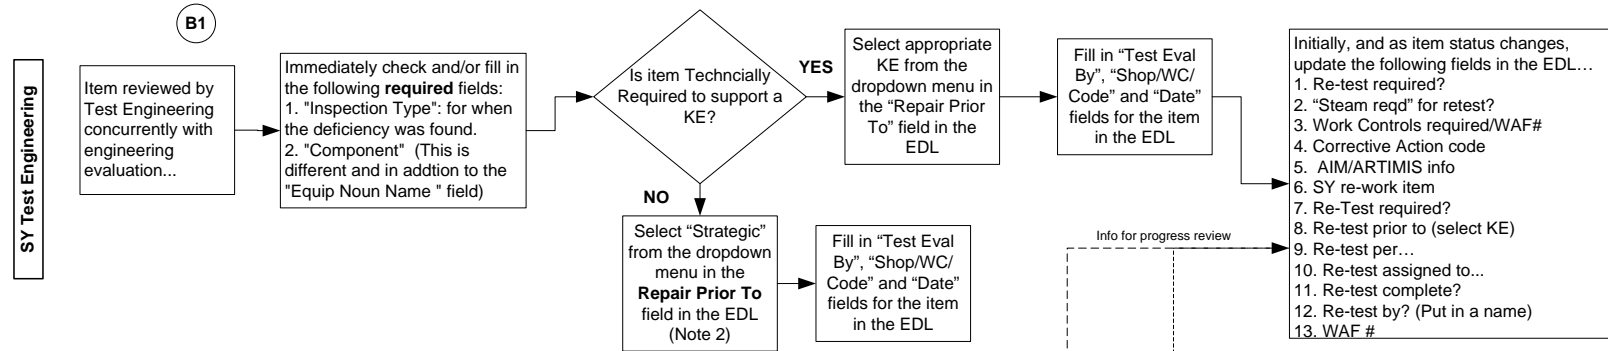 B1
SY Test Engineering
Item reviewed by
Test Engineering
concurrently with
engineering
evaluation...
Immediately check and/or fill in
the following required fields:
1. "Inspection Type": for when
the deficiency was found.
2. "Component"  (This is
different and in addtion to the
"Equip Noun Name " field)
Is item Techncially
Required to support a
KE?
YES
Select appropriate
KE from the
dropdown menu in
the “Repair Prior
To” field in the
EDL
Fill in “Test Eval
By”, “Shop/WC/
Code” and “Date”
fields for the item
in the EDL
NO
Select “Strategic”
from the dropdown
menu in the
Repair Prior To
field in the EDL
(Note 2)
Fill in “Test Eval
By”, “Shop/WC/
Code” and “Date”
fields for the item
in the EDL
Info for progress review
Initially, and as item status changes,
update the following fields in the EDL…
1. Re-test required?
2. “Steam reqd” for retest?
3. Work Controls required/WAF#
4. Corrective Action code
5.  AIM/ARTIMIS info
6. SY re-work item
7. Re-Test required?
8. Re-test prior to (select KE)
9. Re-test per…
10. Re-test assigned to...
11. Re-test complete?
12. Re-test by? (Put in a name)
13. WAF #